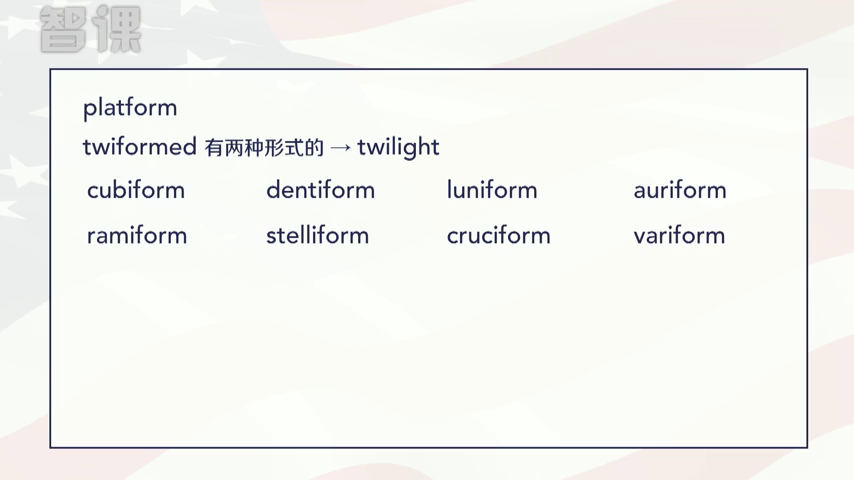 智课
platform
twiformed 有两种形式的 → twilight
cubiform dentiform luniform auriform
ramiform stelliform cruciform variform